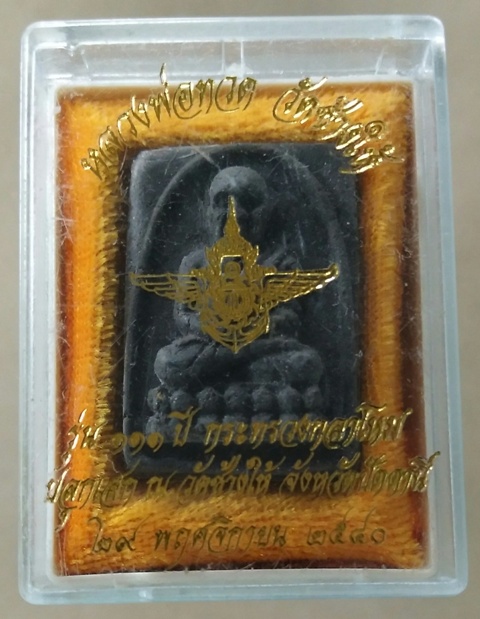 หลวงพ่อทวด วัดช้างให้
รุ่น ๑๑๑ ปี กระทรวงกลาโหม
ปลุกเสก ณ วัดช้างให้ จังหวัดปัตตานี
๒๙ พฤศจิกายน ๒๕๔๐